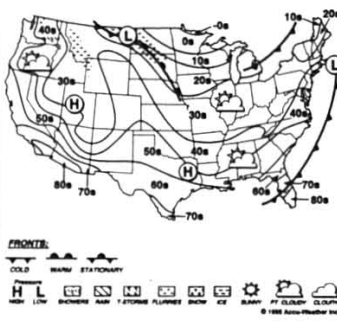 -0s
10s
20s
40s
L
0s
10s
20s
L
30s
H
30s
50s
40s
50s
40s
H
80s
70s
60s
70s
80s
70s
FRONTS:
COLD WARM STATIONARY
Pressure
H L
HIGH LOW SHOWERS RAIN T-STORMS FLURRIES SNOW ICE SUNNY PT CLOUDY CLOUDY
© 1996 Accu-Weather Inc